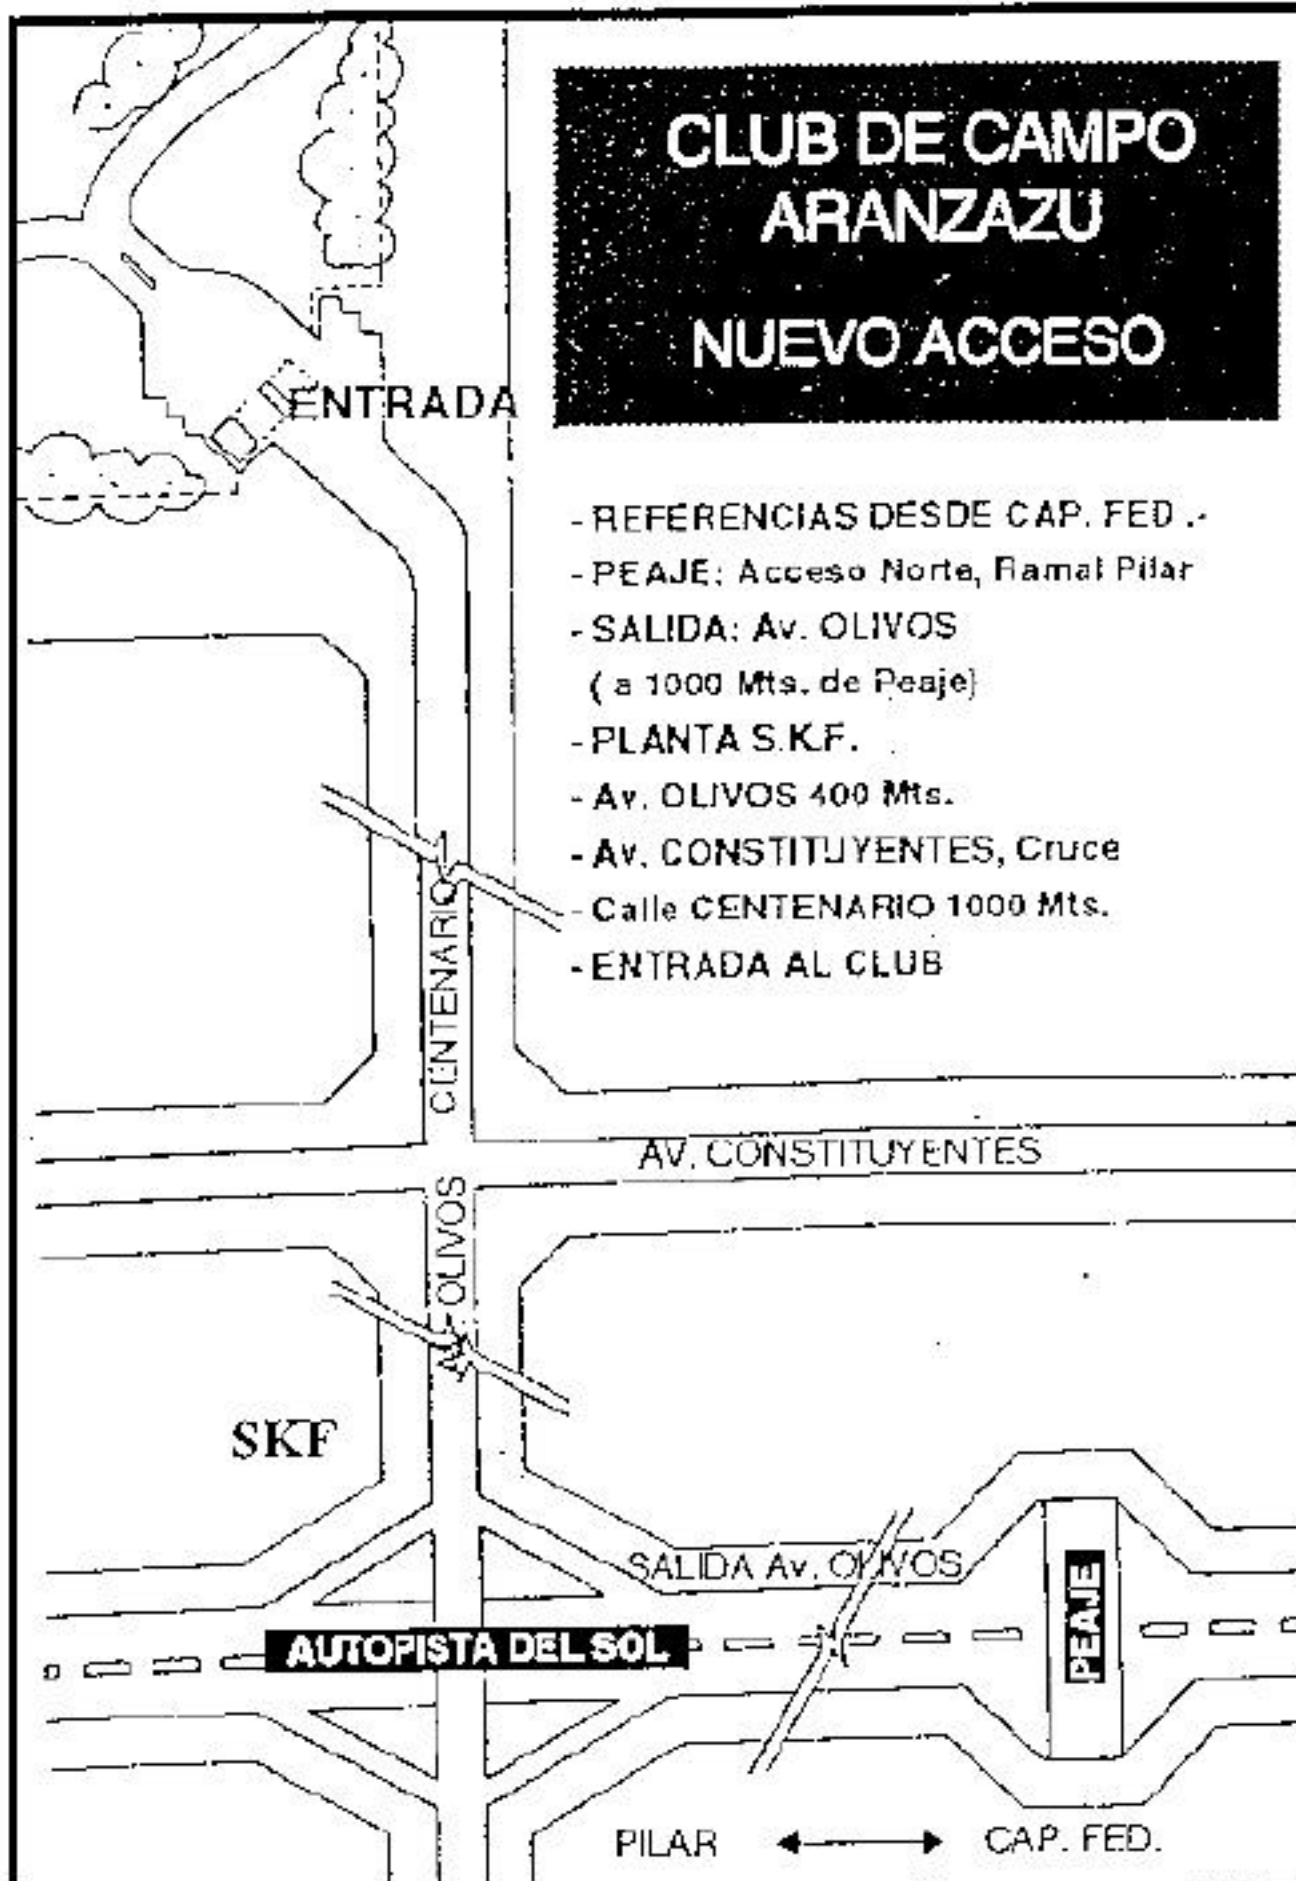 CLUB DE CAMPO
ARANZAZU
NUEVO ACCESO
ENTRADA
- REFERENCIAS DESDE CAP. FED .-
- PEAJE: Acceso Norte, Ramal Pilar
- SALIDA: Av. OLIVOS
( a 1000 Mts. de Peaje)
- PLANTA S.K.F.
- Av. OLIVOS 400 Mts.
- Av. CONSTITUYENTES, Cruce
- Calle CENTENARIO 1000 Mts.
- ENTRADA AL CLUB
CENTENARIO
AV. CONSTITUYENTES
OLIVOS
SKF
SALIDA Av. OLIVOS
PEAJE
AUTOPISTA DEL SOL
PILAR
CAP. FED.